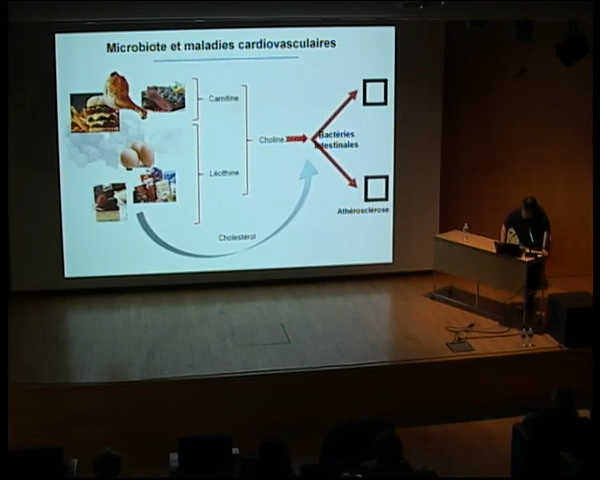 Microbiote et maladies cardiovasculaires
Carnitine
Choline
Bactéries
intestinales
Lécithine
Athérosclérose
Cholestérol